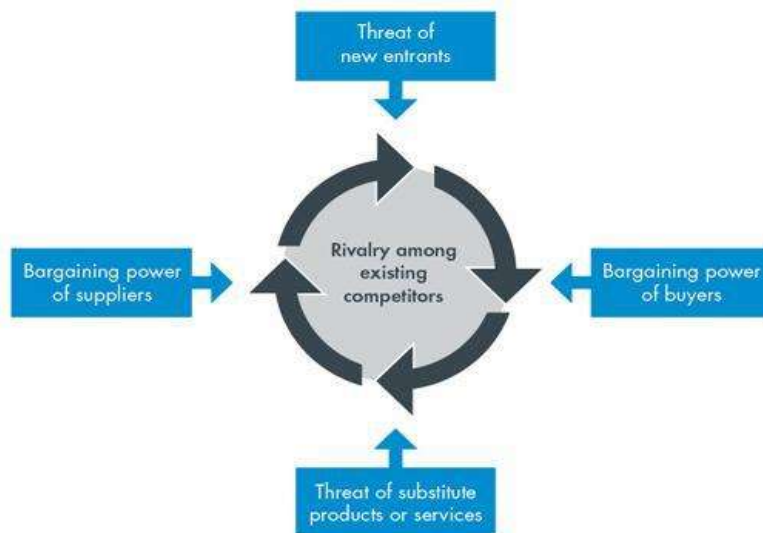 Threat of
new entrants
Bargaining power
of suppliers
Rivalry among
existing
competitors
Bargaining power
of buyers
Threat of substitute
products or services